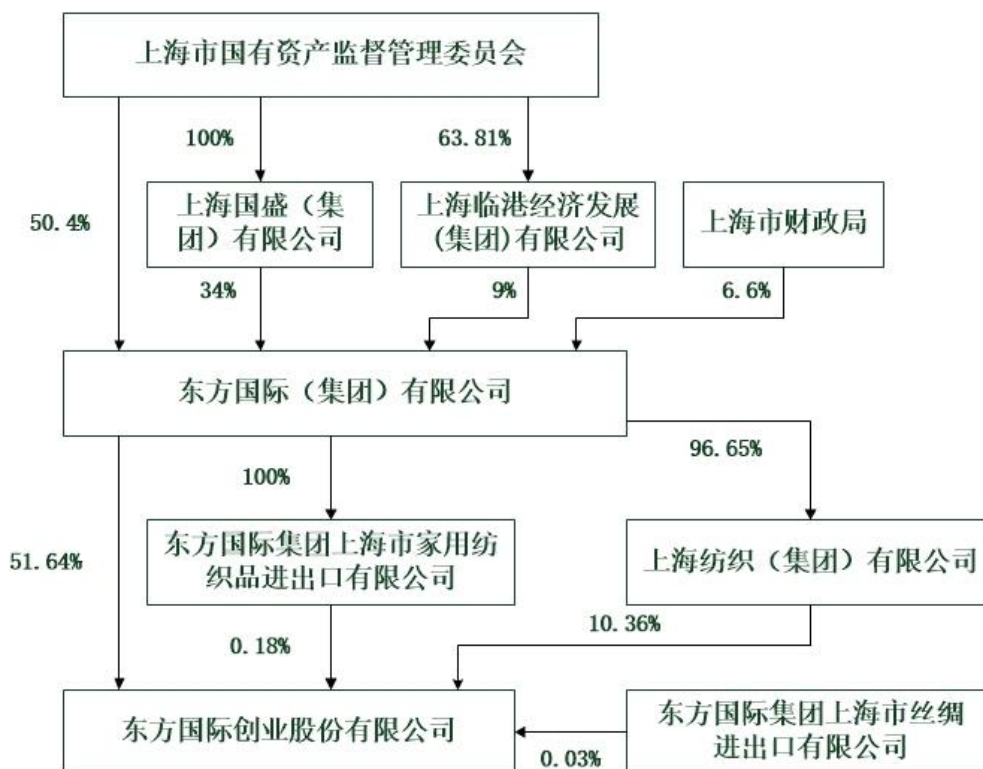 上海市国有资产监督管理委员会
100%
63.81%
50.4%
上海国盛（集
团）有限公司
上海临港经济发展
(集团)有限公司
上海市财政局
34%
9%
6.6%
东方国际（集团）有限公司
100%
96.65%
51.64%
东方国际集团上海市家用纺
织品进出口有限公司
上海纺织（集团）有限公司
0.18%
10.36%
东方国际创业股份有限公司
东方国际集团上海市丝绸
进出口有限公司
0.03%